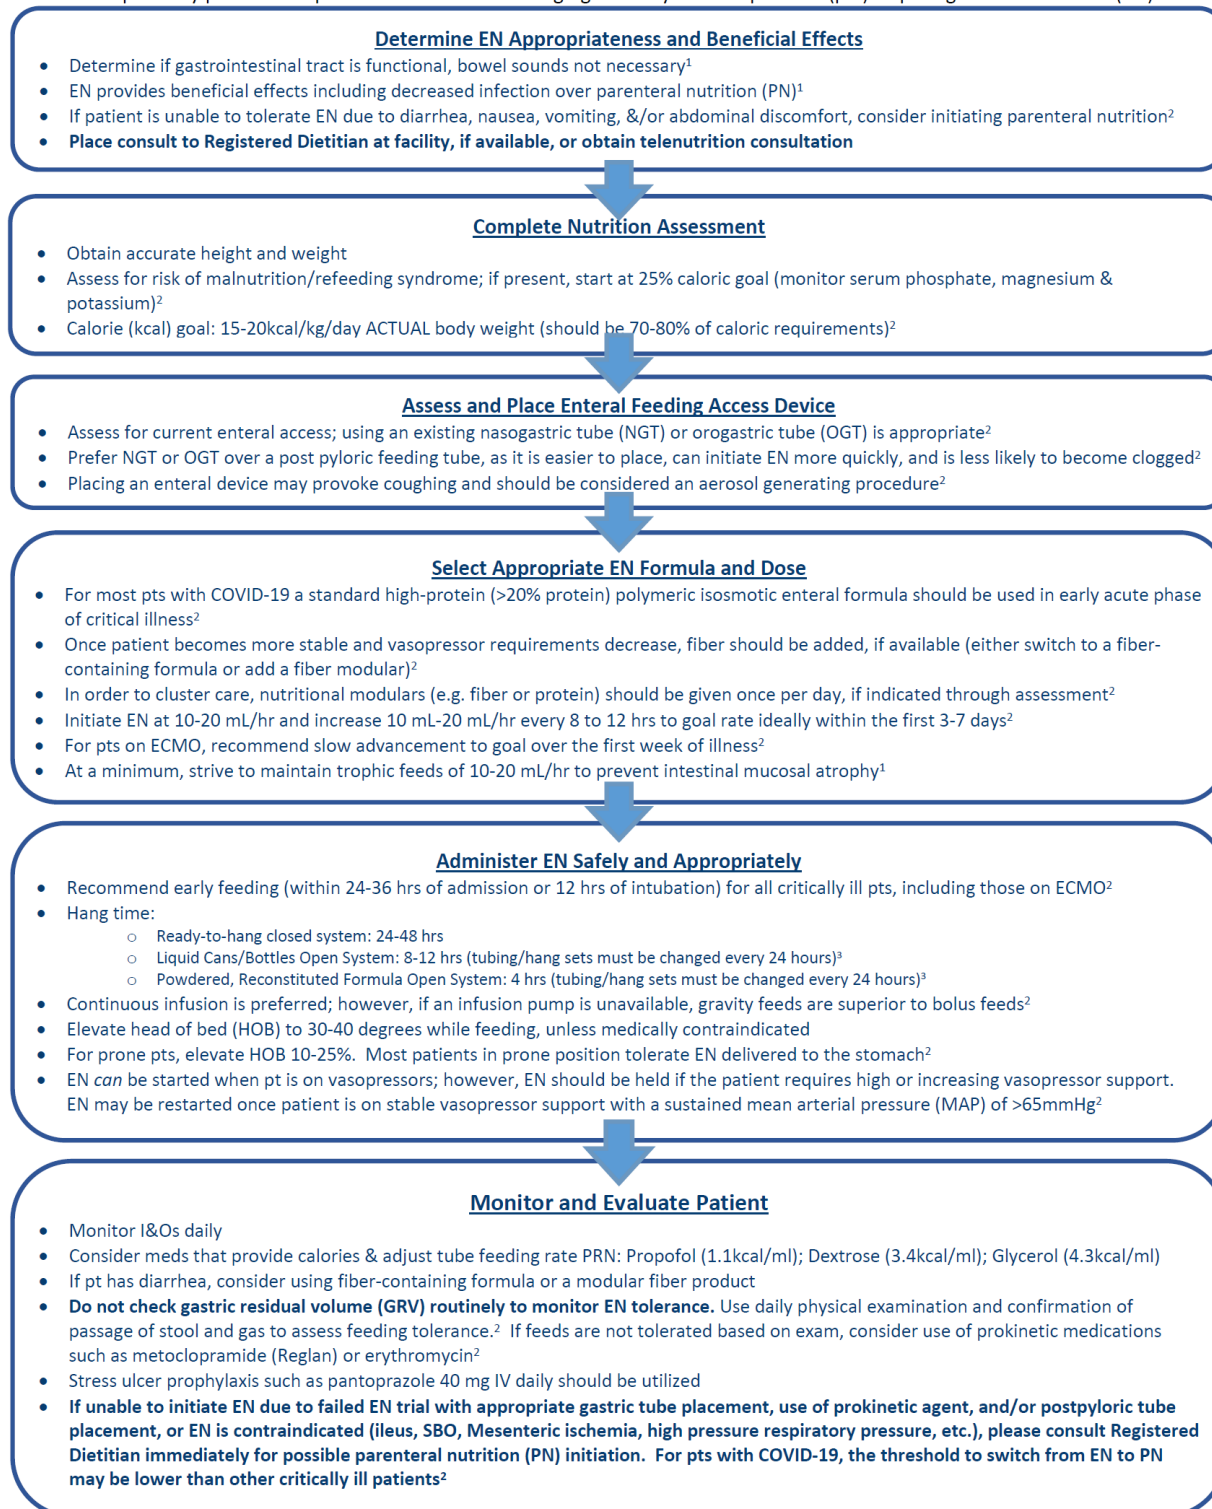 Determine EN Appropriateness and Beneficial Effects
• Determine if gastrointestinal tract is functional, bowel sounds not necessary¹
• EN provides beneficial effects including decreased infection over parenteral nutrition (PN)¹
• If patient is unable to tolerate EN due to diarrhea, nausea, vomiting, &/or abdominal discomfort, consider initiating parenteral nutrition²
• Place consult to Registered Dietitian at facility, if available, or obtain telenutrition consultation
Complete Nutrition Assessment
• Obtain accurate height and weight
• Assess for risk of malnutrition/refeeding syndrome; if present, start at 25% caloric goal (monitor serum phosphate, magnesium &
potassium)²
• Calorie (kcal) goal: 15-20kcal/kg/day ACTUAL body weight (should be 70-80% of caloric requirements)²
Assess and Place Enteral Feeding Access Device
• Assess for current enteral access; using an existing nasogastric tube (NGT) or orogastric tube (OGT) is appropriate²
• Prefer NGT or OGT over a post pyloric feeding tube, as it is easier to place, can initiate EN more quickly, and is less likely to become clogged²
• Placing an enteral device may provoke coughing and should be considered an aerosol generating procedure²
Select Appropriate EN Formula and Dose
• For most pts with COVID-19 a standard high-protein (>20% protein) polymeric isosmotic enteral formula should be used in early acute phase
of critical illness²
• Once patient becomes more stable and vasopressor requirements decrease, fiber should be added, if available (either switch to a fiber-
containing formula or add a fiber modular)²
• In order to cluster care, nutritional modulars (e.g. fiber or protein) should be given once per day, if indicated through assessment²
• Initiate EN at 10-20 mL/hr and increase 10 mL-20 mL/hr every 8 to 12 hrs to goal rate ideally within the first 3-7 days²
• For pts on ECMO, recommend slow advancement to goal over the first week of illness²
• At a minimum, strive to maintain trophic feeds of 10-20 mL/hr to prevent intestinal mucosal atrophy¹
Administer EN Safely and Appropriately
• Recommend early feeding (within 24-36 hrs of admission or 12 hrs of intubation) for all critically ill pts, including those on ECMO²
• Hang time:
○ Ready-to-hang closed system: 24-48 hrs
○ Liquid Cans/Bottles Open System: 8-12 hrs (tubing/hang sets must be changed every 24 hours)³
○ Powdered, Reconstituted Formula Open System: 4 hrs (tubing/hang sets must be changed every 24 hours)³
• Continuous infusion is preferred; however, if an infusion pump is unavailable, gravity feeds are superior to bolus feeds²
• Elevate head of bed (HOB) to 30-40 degrees while feeding, unless medically contraindicated
• For prone pts, elevate HOB 10-25%. Most patients in prone position tolerate EN delivered to the stomach²
• EN can be started when pt is on vasopressors; however, EN should be held if the patient requires high or increasing vasopressor support.
EN may be restarted once patient is on stable vasopressor support with a sustained mean arterial pressure (MAP) of >65mmHg²
Monitor and Evaluate Patient
• Monitor I&Os daily
• Consider meds that provide calories & adjust tube feeding rate PRN: Propofol (1.1kcal/ml); Dextrose (3.4kcal/ml); Glycerol (4.3kcal/ml)
• If pt has diarrhea, consider using fiber-containing formula or a modular fiber product
• Do not check gastric residual volume (GRV) routinely to monitor EN tolerance. Use daily physical examination and confirmation of
passage of stool and gas to assess feeding tolerance.² If feeds are not tolerated based on exam, consider use of prokinetic medications
such as metoclopramide (Reglan) or erythromycin²
• Stress ulcer prophylaxis such as pantoprazole 40 mg IV daily should be utilized
• If unable to initiate EN due to failed EN trial with appropriate gastric tube placement, use of prokinetic agent, and/or postpyloric tube
placement, or EN is contraindicated (ileus, SBO, Mesenteric ischemia, high pressure respiratory pressure, etc.), please consult Registered
Dietitian immediately for possible parenteral nutrition (PN) initiation. For pts with COVID-19, the threshold to switch from EN to PN
may be lower than other critically ill patients²